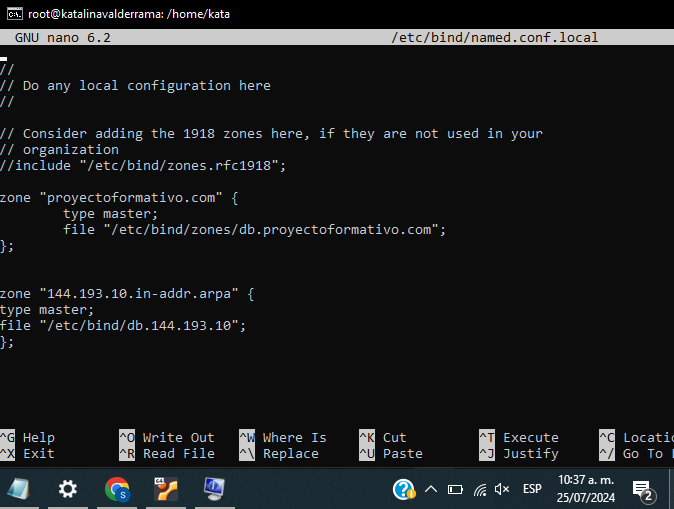 root@katalinavalderrama: /home/kata
GNU nano 6.2 /etc/bind/named.conf.local
//
// Do any local configuration here
//
// Consider adding the 1918 zones here, if they are not used in your
// organization
//include "/etc/bind/zones.rfc1918";
zone "proyectoformativo.com" {
type master;
file "/etc/bind/zones/db.proyectoformativo.com";
};
zone "144.193.10.in-addr.arpa" {
type master;
file "/etc/bind/db.144.193.10";
};
^G Help ^O Write Out ^W Where Is ^K Cut ^T Execute ^C Locatio
^X Exit ^R Read File ^\ Replace ^U Paste ^J Justify ^/ Go To
ESP
10:37 a. m.
25/07/2024
2
S
64